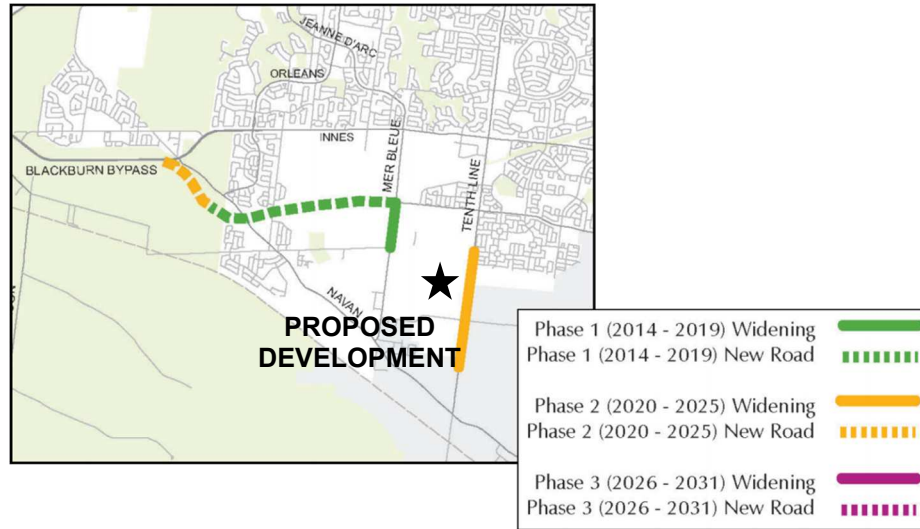 JEANNE D'ARC
ORLEANS
INNES
BLACKBURN BYPASS
MER BLEUE
TENTH LINE
NAVAN
PROPOSED
DEVELOPMENT
Phase 1 (2014 - 2019) Widening
Phase 1 (2014 - 2019) New Road
Phase 2 (2020 - 2025) Widening
Phase 2 (2020 - 2025) New Road
Phase 3 (2026 - 2031) Widening
Phase 3 (2026 - 2031) New Road